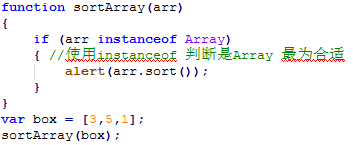 function sortArray(arr)
{
    if (arr instanceof Array)
    { //使用instanceof 判断是Array 最为合适
        alert(arr.sort());
    }
}
var box = [3,5,1];
sortArray(box);